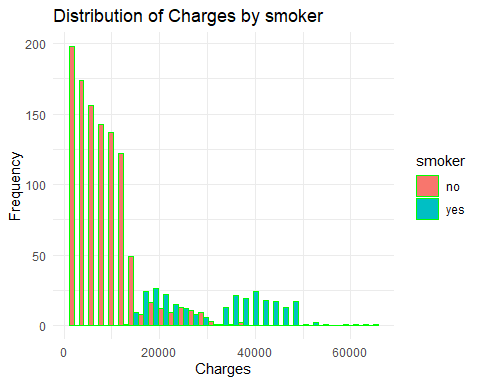 Distribution of Charges by smoker
200
150
100
50
0
Frequency
0 20000 40000 60000
Charges
smoker
no
yes